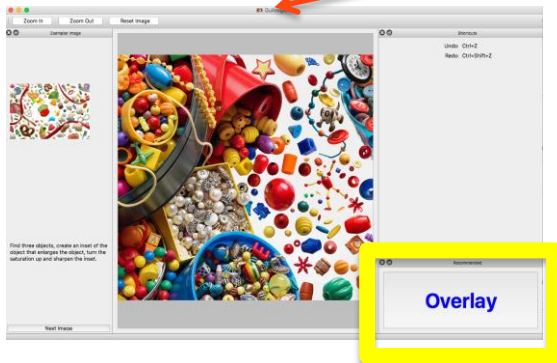 Zoom In
Zoom Out
Reset Image
Exemplar Image
Shortcuts
Undo: Ctrl+Z
Redo: Ctrl+Shift+Z
Find three objects, create an inset of the
object that enlarges the object, turn the
saturation up and sharpen the inset.
Next Image
Recommended
Overlay